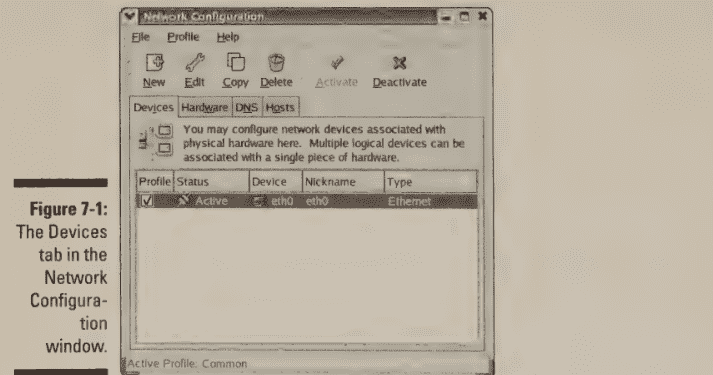 Network Configuration
File Profile Help
New Edit Copy Delete Activate Deactivate
Devices Hardware DNS Hosts
You may configure network devices associated with
physical hardware here. Multiple logical devices can be
associated with a single piece of hardware.
Profile Status Device Nickname Type
Active eth0 eth0 Ethernet
Active Profile: Common
Figure 7-1:
The Devices
tab in the
Network
Configura-
tion
window.